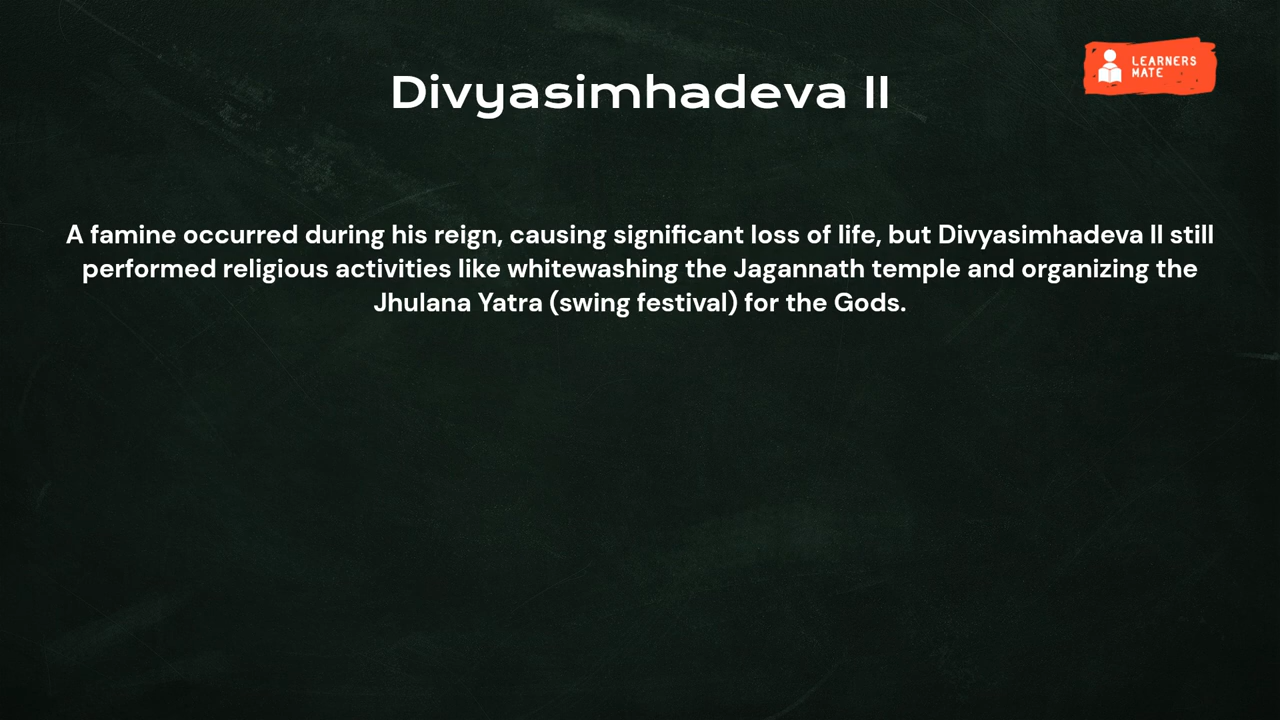 Divyasimhadeva II
LEARNERS
MATE
A famine occurred during his reign, causing significant loss of life, but Divyasimhadeva II still
performed religious activities like whitewashing the Jagannath temple and organizing the
Jhulana Yatra (swing festival) for the Gods.